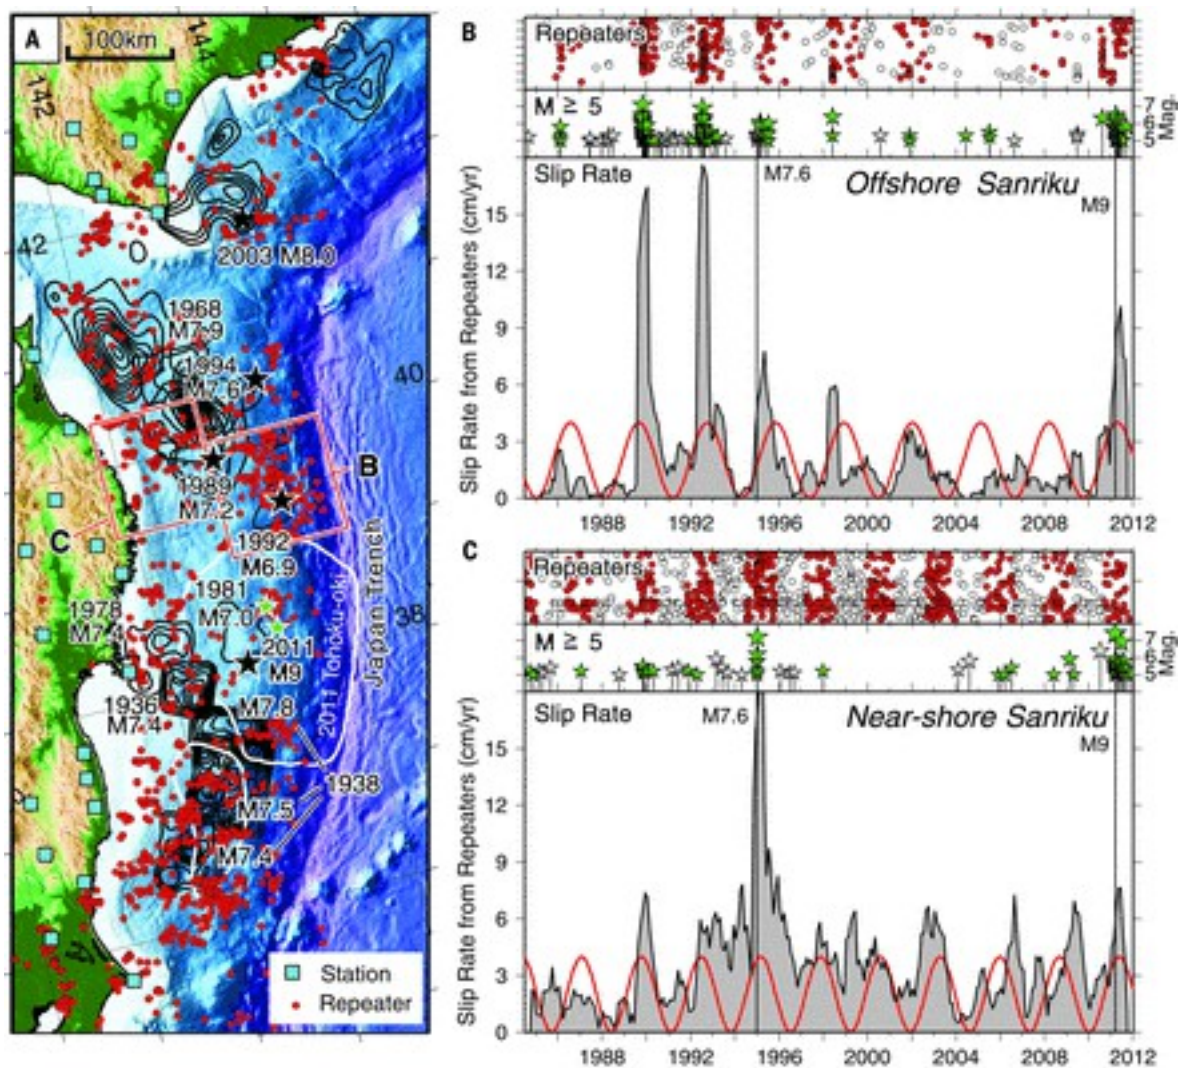 A
100km
144
142
42
2003 M8.0
1968
M7.9
1994
M7.6
40
1989
M7.2
B
C
1992
M6.9
1981
M7.0
1978
M7.4
38
2011
M9
2011 Tohoku-oki
Japan Trench
1936
M7.4
M7.8
1938
M7.5
M7.4
Station
Repeater
B
Repeaters
M ≥ 5
7
6
5
Mag.
Slip Rate
M7.6
Offshore Sanriku
M9
Slip Rate from Repeaters (cm/yr)
15
12
9
6
3
0
1988 1992 1996 2000 2004 2008 2012
C
Repeaters
M ≥ 5
7
6
5
Mag.
Slip Rate
M7.6
Near-shore Sanriku
M9
Slip Rate from Repeaters (cm/yr)
15
12
9
6
3
0
1988 1992 1996 2000 2004 2008 2012